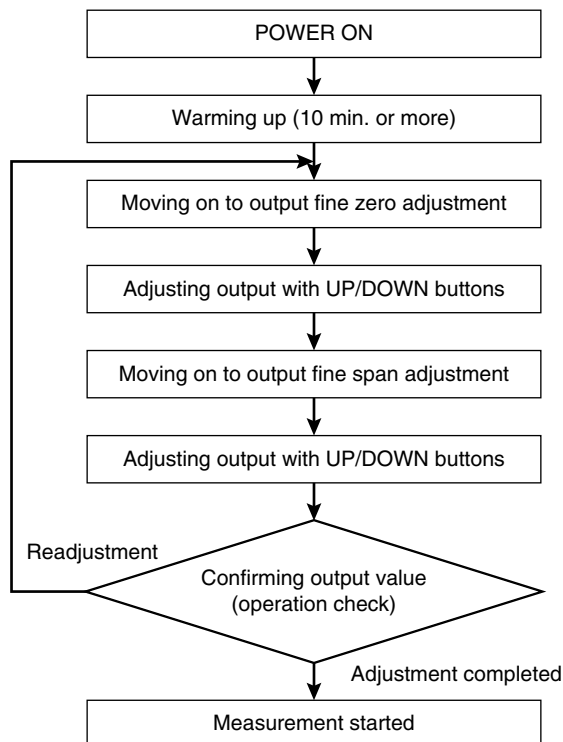 POWER ON
Warming up (10 min. or more)
Moving on to output fine zero adjustment
Adjusting output with UP/DOWN buttons
Moving on to output fine span adjustment
Adjusting output with UP/DOWN buttons
Readjustment
Confirming output value
(operation check)
Adjustment completed
Measurement started